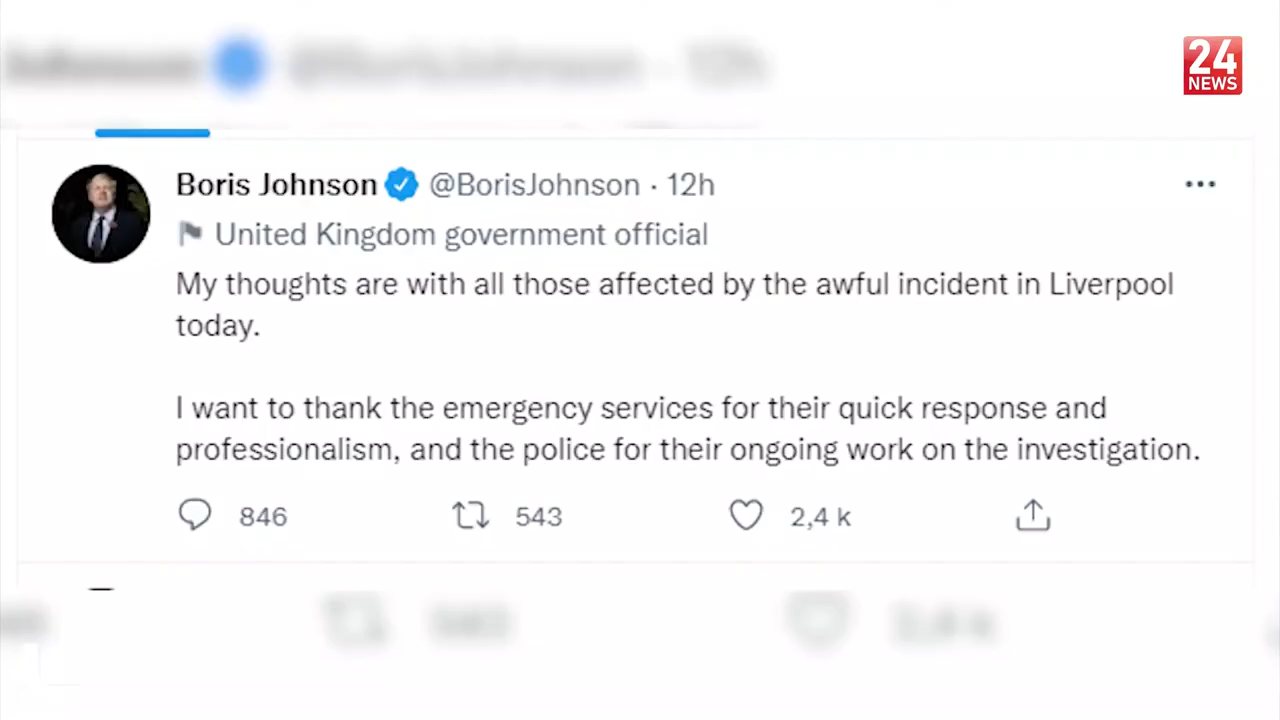 24
NEWS
Boris Johnson @BorisJohnson · 12h
United Kingdom government official
My thoughts are with all those affected by the awful incident in Liverpool
today.
I want to thank the emergency services for their quick response and
professionalism, and the police for their ongoing work on the investigation.
846 543 2,4 k